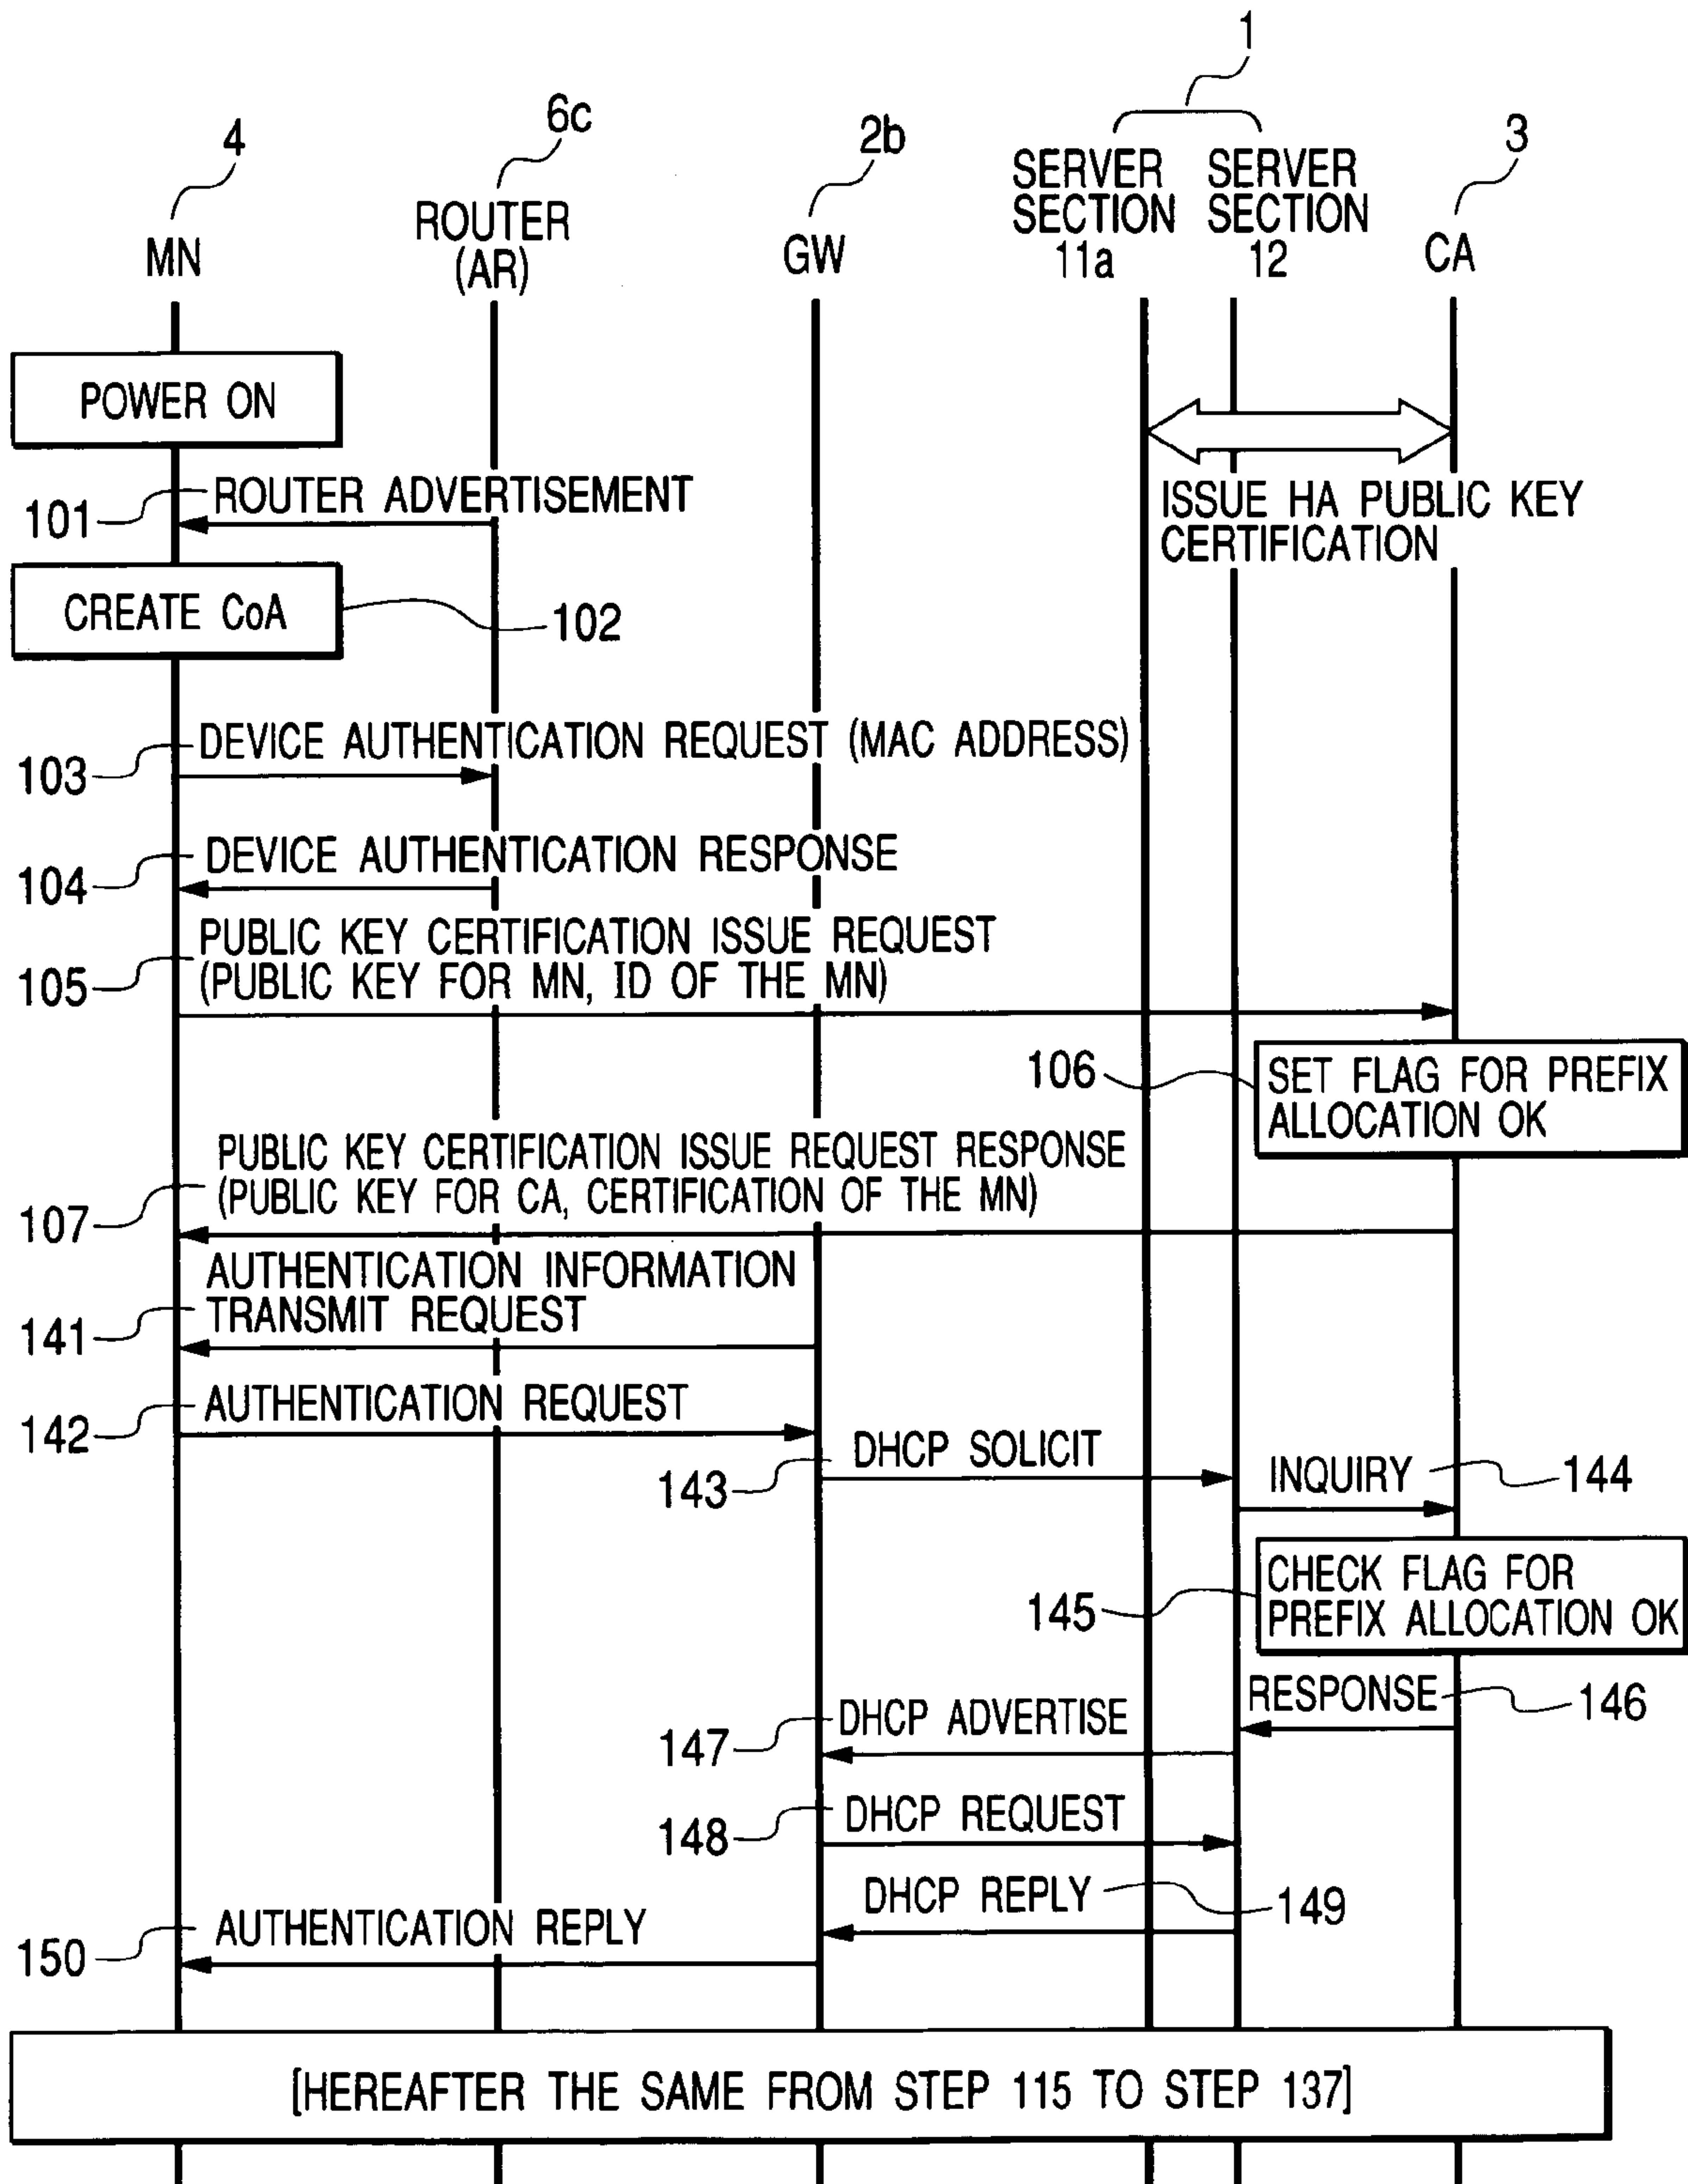 1
4
6c
2b
3
SERVER SECTION 11a
SERVER SECTION 12
MN
ROUTER (AR)
GW
CA
POWER ON
101
ROUTER ADVERTISEMENT
ISSUE HA PUBLIC KEY
CERTIFICATION
CREATE CoA
102
DEVICE AUTHENTICATION REQUEST (MAC ADDRESS)
103
DEVICE AUTHENTICATION RESPONSE
104
PUBLIC KEY CERTIFICATION ISSUE REQUEST
(PUBLIC KEY FOR MN, ID OF THE MN)
105
106
SET FLAG FOR PREFIX
ALLOCATION OK
PUBLIC KEY CERTIFICATION ISSUE REQUEST RESPONSE
(PUBLIC KEY FOR CA, CERTIFICATION OF THE MN)
107
AUTHENTICATION INFORMATION
TRANSMIT REQUEST
141
AUTHENTICATION REQUEST
142
DHCP SOLICIT
143
INQUIRY
144
CHECK FLAG FOR
PREFIX ALLOCATION OK
145
RESPONSE
146
DHCP ADVERTISE
147
DHCP REQUEST
148
DHCP REPLY
149
AUTHENTICATION REPLY
150
[HEREAFTER THE SAME FROM STEP 115 TO STEP 137]